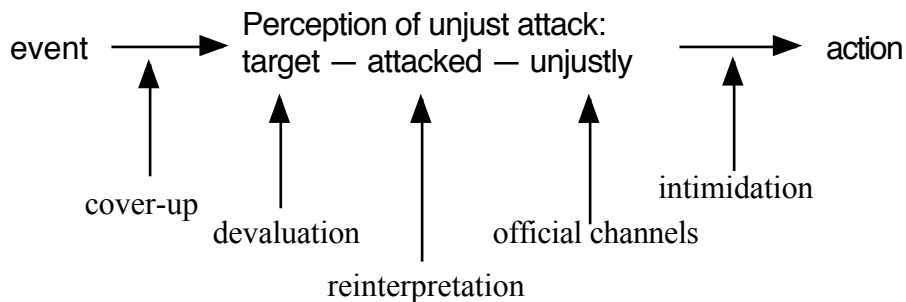 Perception of unjust attack:
event target — attacked — unjustly action
cover-up
intimidation
devaluation
official channels
reinterpretation